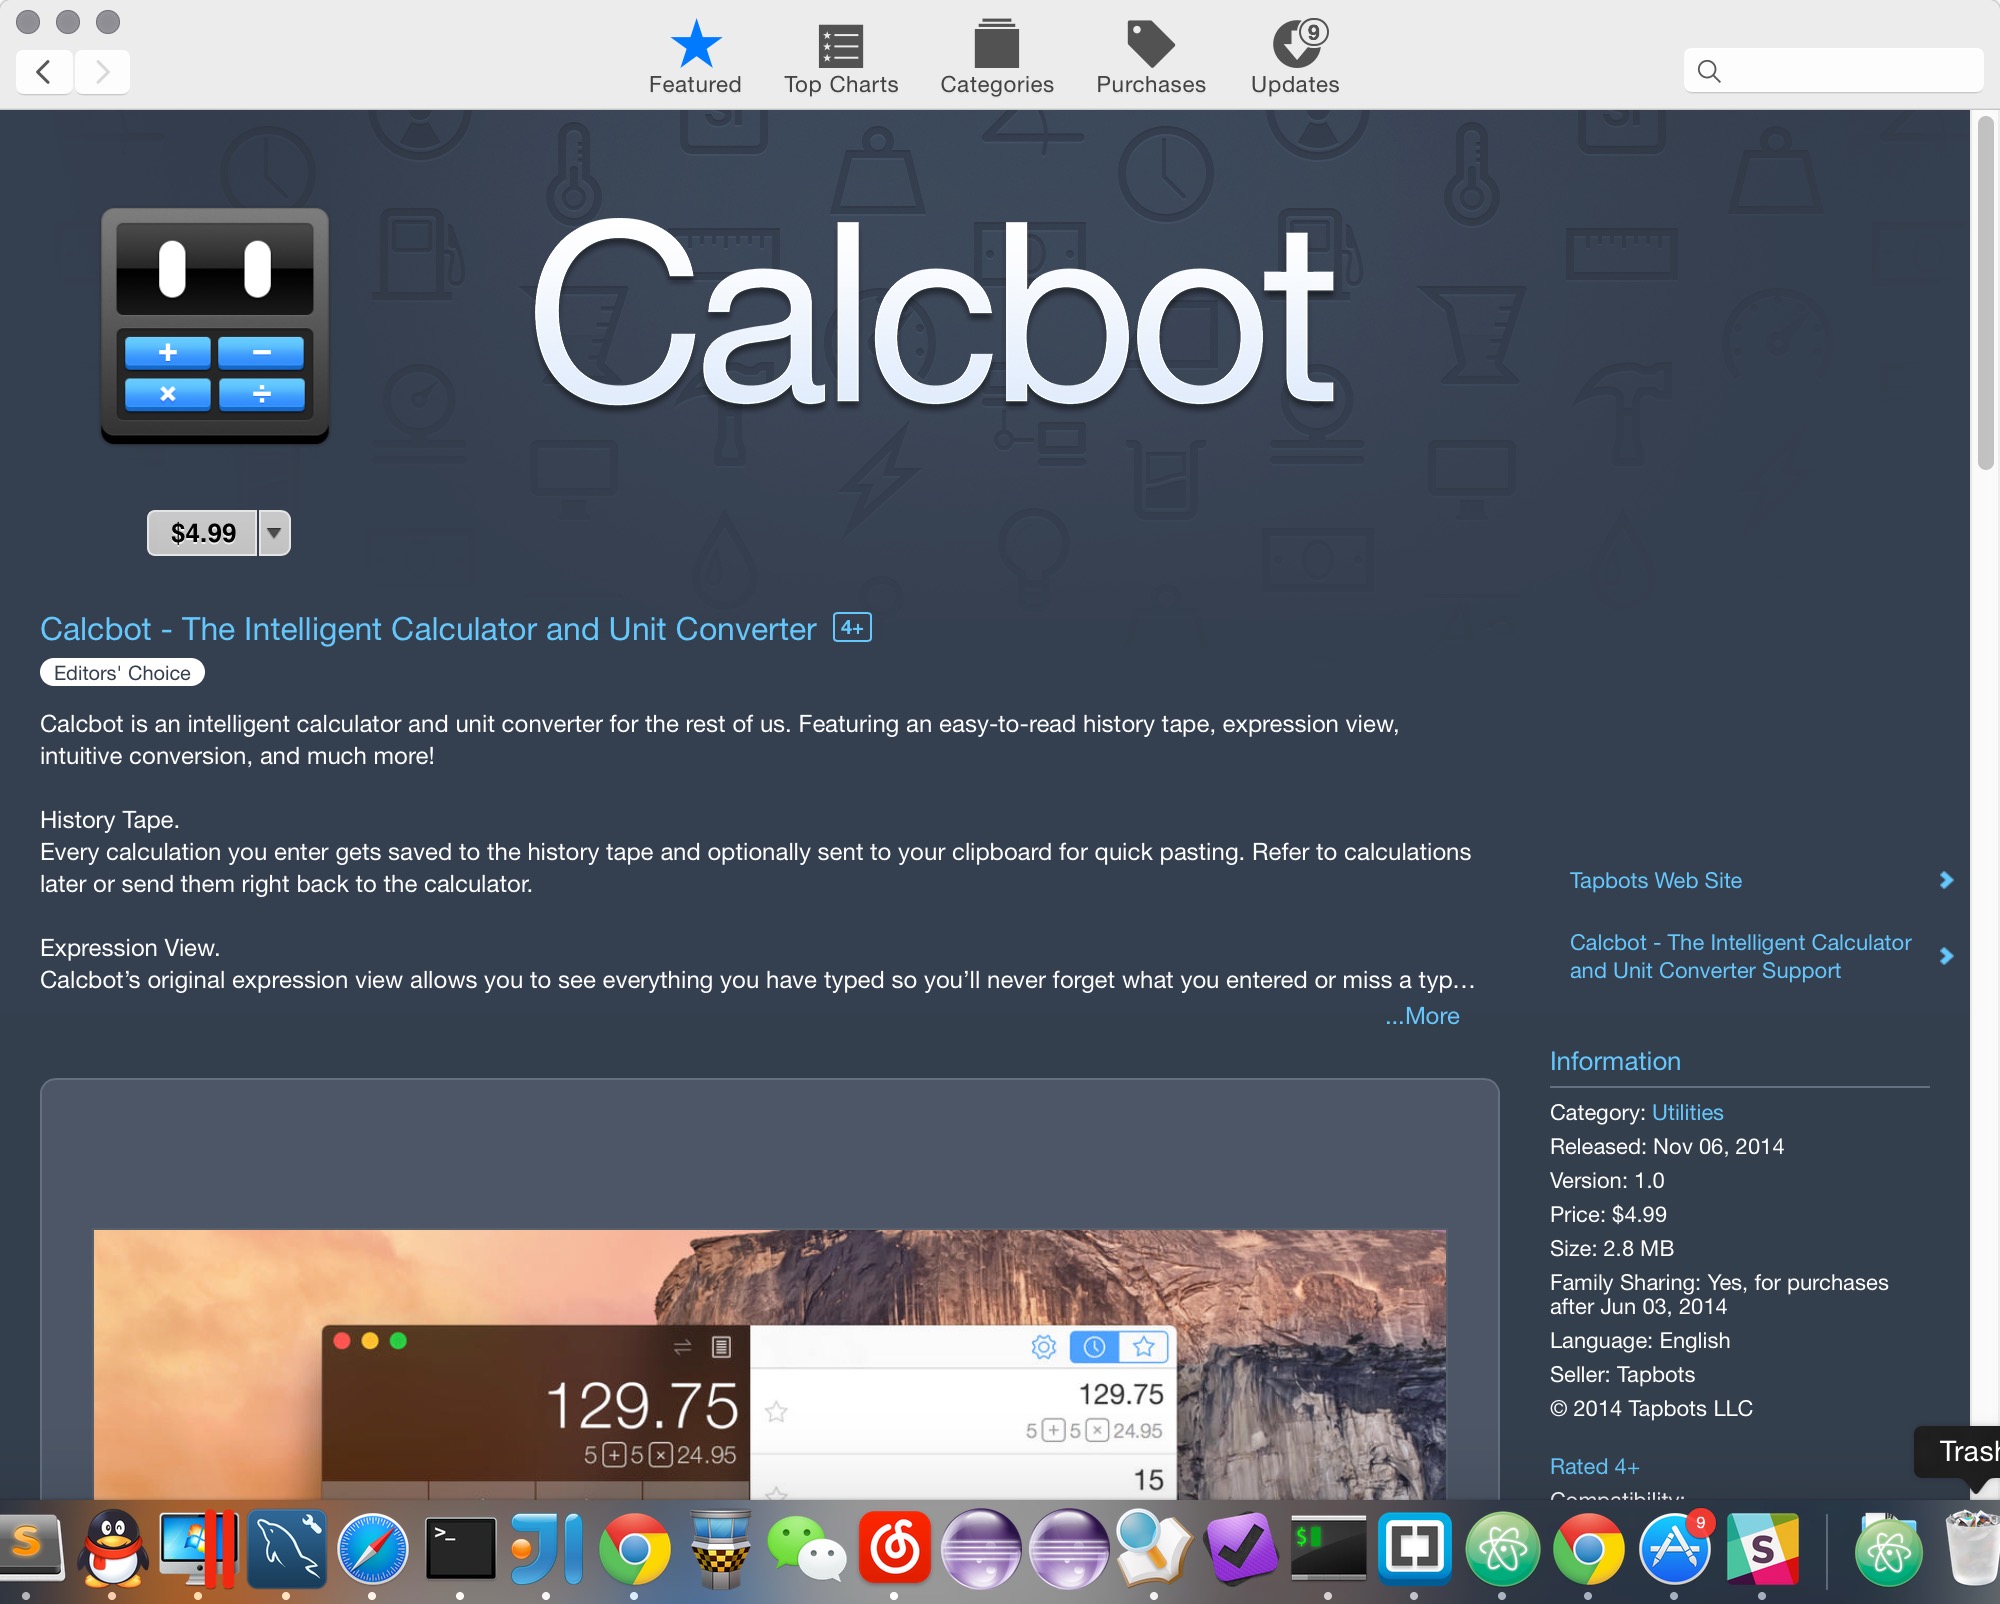 Featured
Top Charts
Categories
Purchases
9
Updates
Calcbot
+ −
× ÷
$4.99
Calcbot - The Intelligent Calculator and Unit Converter 4+
Editors' Choice
Calcbot is an intelligent calculator and unit converter for the rest of us. Featuring an easy-to-read history tape, expression view,
intuitive conversion, and much more!
History Tape.
Every calculation you enter gets saved to the history tape and optionally sent to your clipboard for quick pasting. Refer to calculations
later or send them right back to the calculator.
Expression View.
Calcbot’s original expression view allows you to see everything you have typed so you’ll never forget what you entered or miss a typ...
...More
Tapbots Web Site
Calcbot - The Intelligent Calculator
and Unit Converter Support
Information
Category: Utilities
Released: Nov 06, 2014
Version: 1.0
Price: $4.99
Size: 2.8 MB
Family Sharing: Yes, for purchases
after Jun 03, 2014
Language: English
Seller: Tapbots
© 2014 Tapbots LLC
Rated 4+
Compatibility:
129.75
5+5×24.95
129.75
5+5×24.95
15
Trash
S
>_
JI
$
9
S